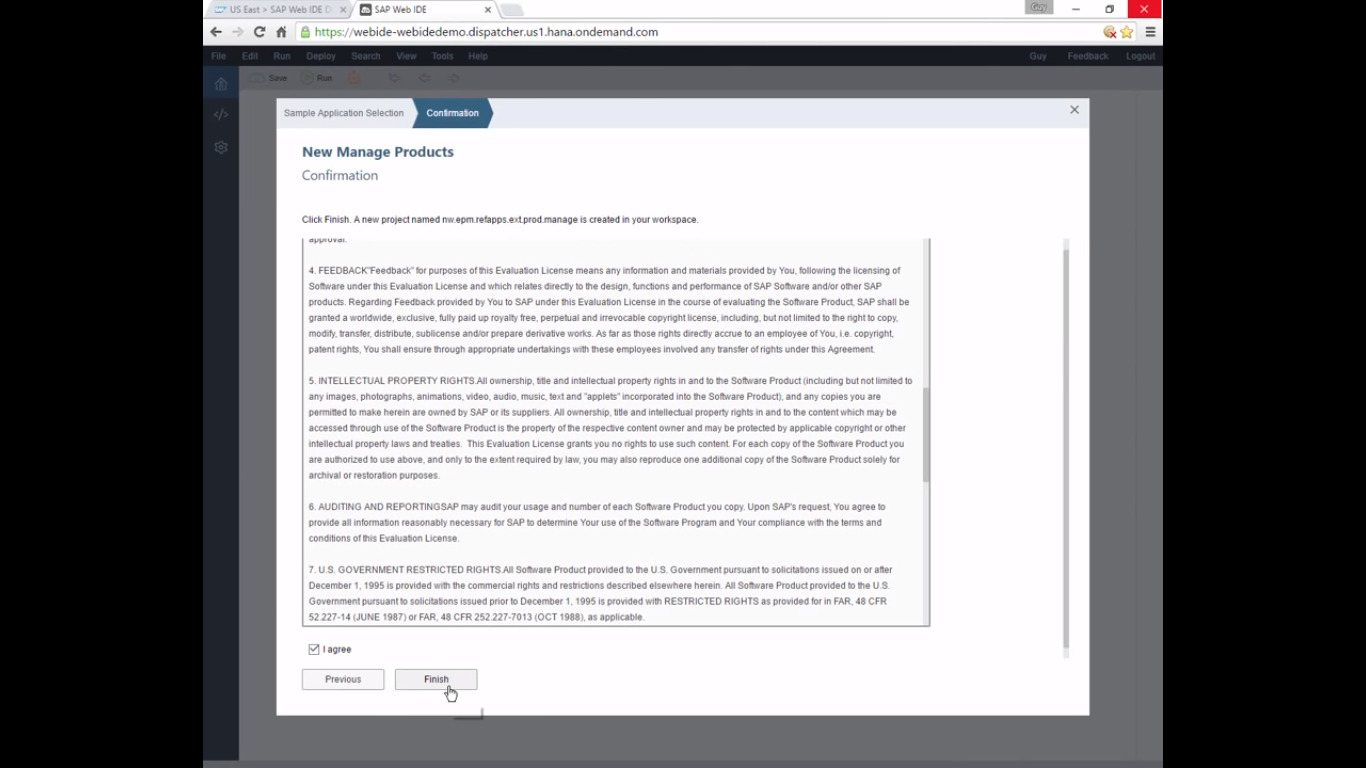 US East > SAP Web IDE D
SAP Web IDE
Guy
https://webide-webidedemo.dispatcher.us1.hana.ondemand.com
File Edit Run Deploy Search View Tools Help Guy Feedback Logout
Save Run
Sample Application Selection Confirmation
New Manage Products
Confirmation
Click Finish. A new project named nw.epm.refapps.ext.prod.manage is created in your workspace.
approval.
4. FEEDBACK"Feedback" for purposes of this Evaluation License means any information and materials provided by You, following the licensing of
Software under this Evaluation License and which relates directly to the design, functions and performance of SAP Software and/or other SAP
products. Regarding Feedback provided by You to SAP under this Evaluation License in the course of evaluating the Software Product, SAP shall be
granted a worldwide, exclusive, fully paid up royalty free, perpetual and irrevocable copyright license, including, but not limited to the right to copy,
modify, transfer, distribute, sublicense and/or prepare derivative works. As far as those rights directly accrue to an employee of You, i.e. copyright,
patent rights, You shall ensure through appropriate undertakings with these employees involved any transfer of rights under this Agreement.
5. INTELLECTUAL PROPERTY RIGHTS.All ownership, title and intellectual property rights in and to the Software Product (including but not limited to
any images, photographs, animations, video, audio, music, text and "applets" incorporated into the Software Product), and any copies you are
permitted to make herein are owned by SAP or its suppliers. All ownership, title and intellectual property rights in and to the content which may be
accessed through use of the Software Product is the property of the respective content owner and may be protected by applicable copyright or other
intellectual property laws and treaties.  This Evaluation License grants you no rights to use such content. For each copy of the Software Product you
are authorized to use above, and only to the extent required by law, you may also reproduce one additional copy of the Software Product solely for
archival or restoration purposes.
6. AUDITING AND REPORTINGSAP may audit your usage and number of each Software Product you copy. Upon SAP's request, You agree to
provide all information reasonably necessary for SAP to determine Your use of the Software Program and Your compliance with the terms and
conditions of this Evaluation License.
7. U.S. GOVERNMENT RESTRICTED RIGHTS.All Software Product provided to the U.S. Government pursuant to solicitations issued on or after
December 1, 1995 is provided with the commercial rights and restrictions described elsewhere herein. All Software Product provided to the U.S.
Government pursuant to solicitations issued prior to December 1, 1995 is provided with RESTRICTED RIGHTS as provided for in FAR, 48 CFR
52.227-14 (JUNE 1987) or FAR, 48 CFR 252.227-7013 (OCT 1988), as applicable.
I agree
Previous Finish